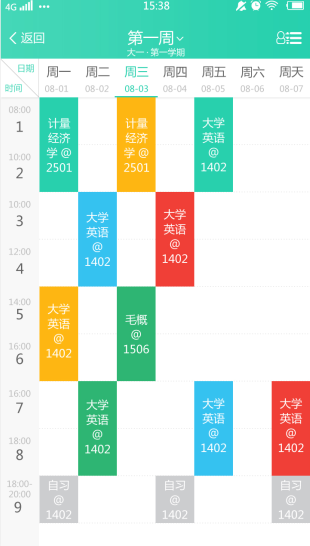 4G 15:38
返回 第一周
大一 · 第一学期
日期
时间
周一 周二 周三 周四 周五 周六 周天
08-01 08-02 08-03 08-04 08-05 08-06 08-07
08:00
1
10:00
2
计量
经济
学 @
2501
计量
经济
学 @
2501
大学
英语
@
1402
10:00
3
12:00
4
大学
英语
@
1402
大学
英语
@
1402
14:00
5
16:00
6
大学
英语
@
1402
毛概
@
1506
16:00
7
18:00
8
大学
英语
@
1402
大学
英语
@
1402
大学
英语
@
1402
18:00-
20:00
9
自习
@
1402
自习
@
1402
自习
@
1402